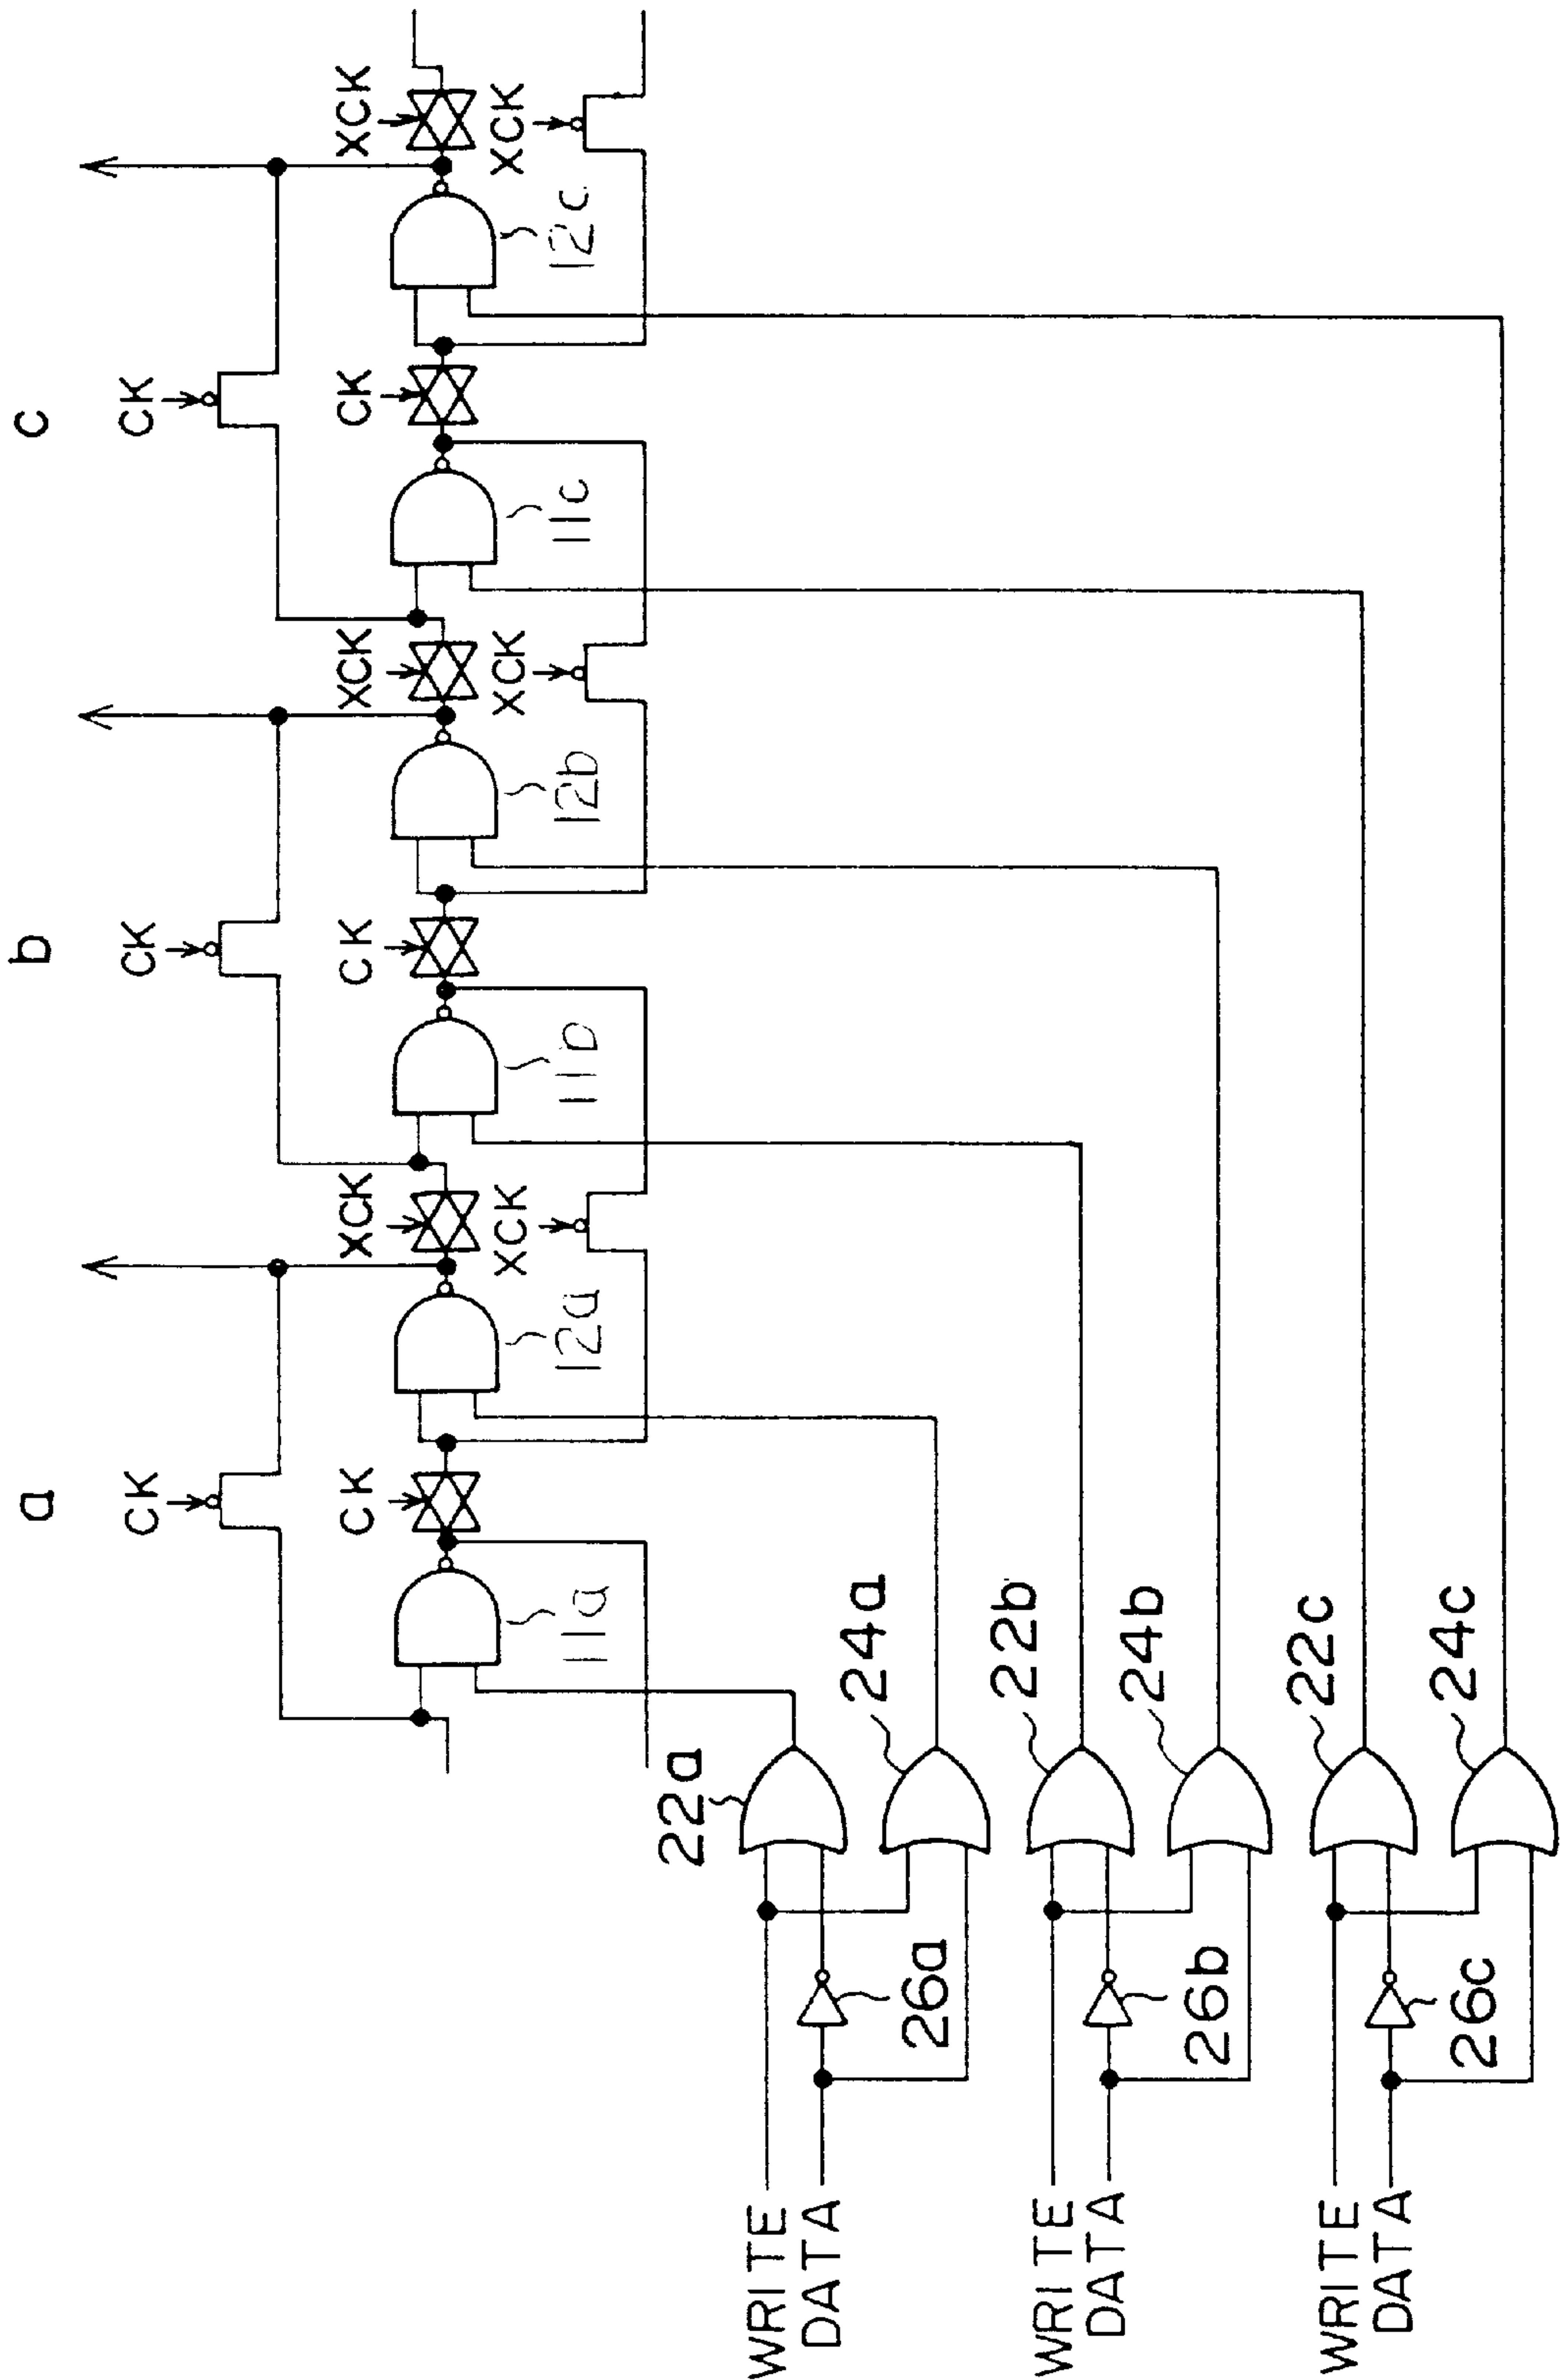 a
b
c
CK
CK
CK
CK
XCK
CK
XCK
CK
XCK
XCK
XCK
XCK
11a
12a
11b
12b
11c
12c
22a
WRITE
DATA
24a
26a
22b
WRITE
DATA
24b
26b
22c
WRITE
DATA
24c
26c